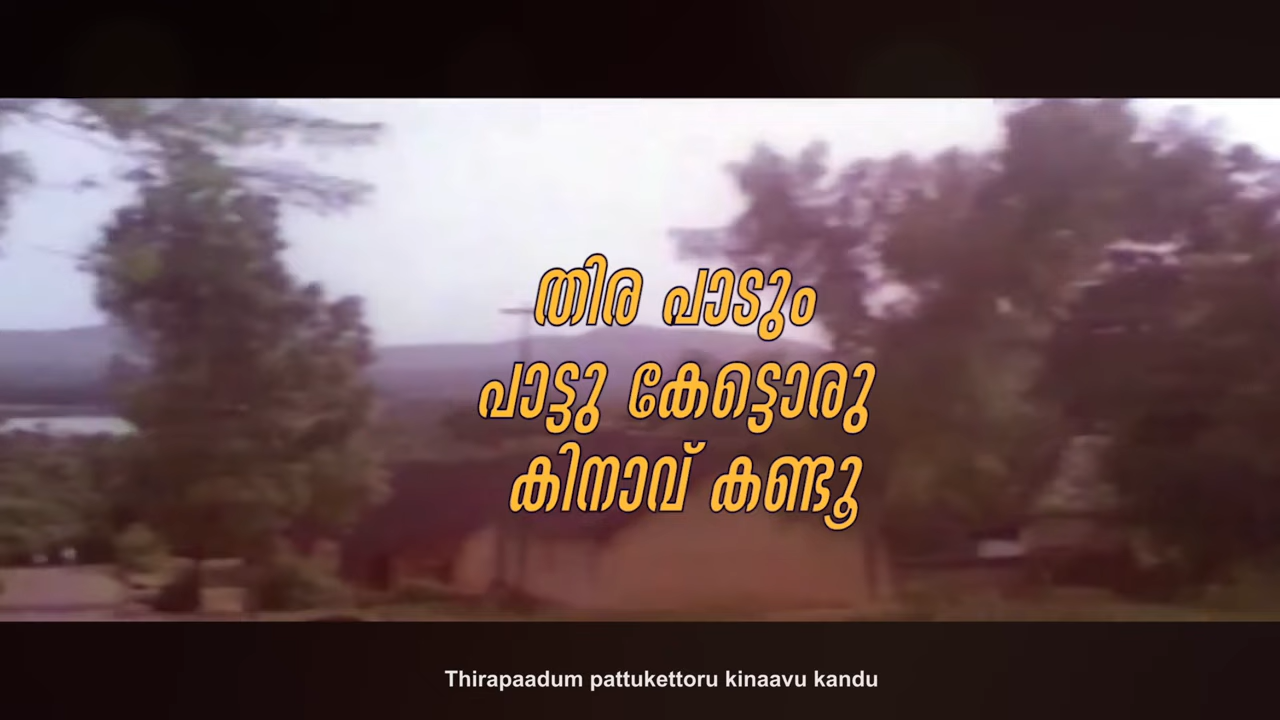 തിര പാടും
പാട്ടു കേട്ടൊരു
കിനാവ് കണ്ടൂ
Thirapaadum pattukettoru kinaavu kandu